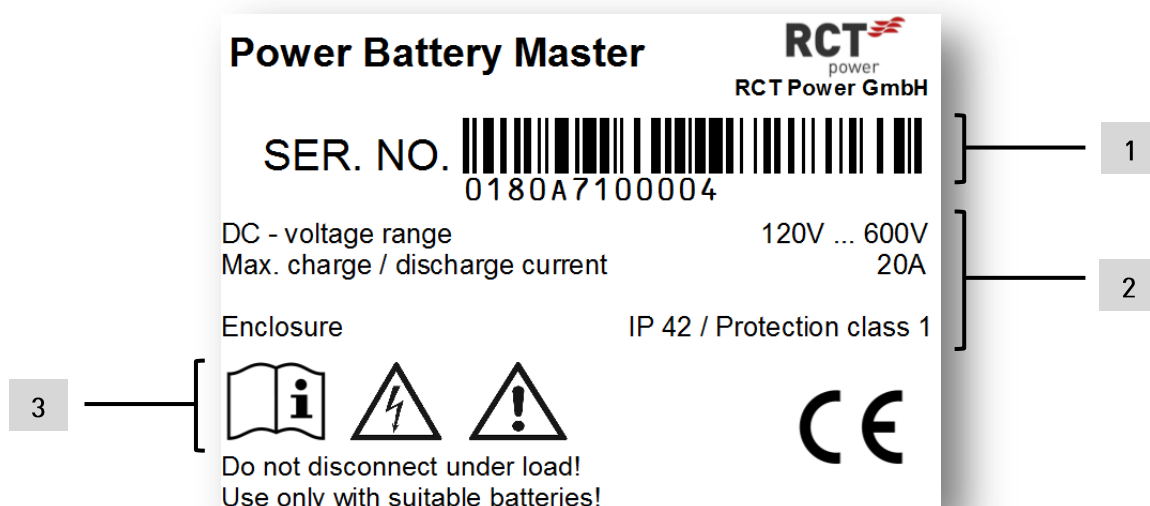 Power Battery Master
RCT
power
RCT Power GmbH
SER. NO.
0180A7100004
1
DC - voltage range 120V ... 600V
Max. charge / discharge current 20A
2
Enclosure IP 42 / Protection class 1
3
i
CE
Do not disconnect under load!
Use only with suitable batteries!